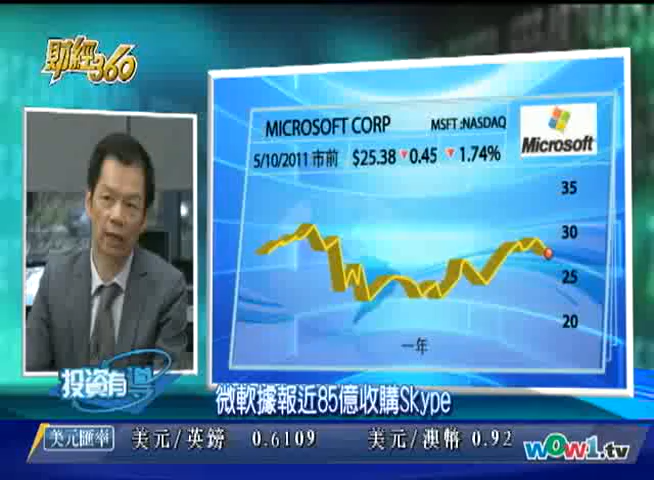 財經360
MICROSOFT CORP
MSFT :NASDAQ
Microsoft
5/10/2011 市前 $25.38 ▼0.45 ▼1.74%
35
30
25
20
一年
投資有導
微軟據報近85億收購Skype
美元匯率 美元/英鎊 0.6109 美元/澳幣 0.92
WOW1.tv